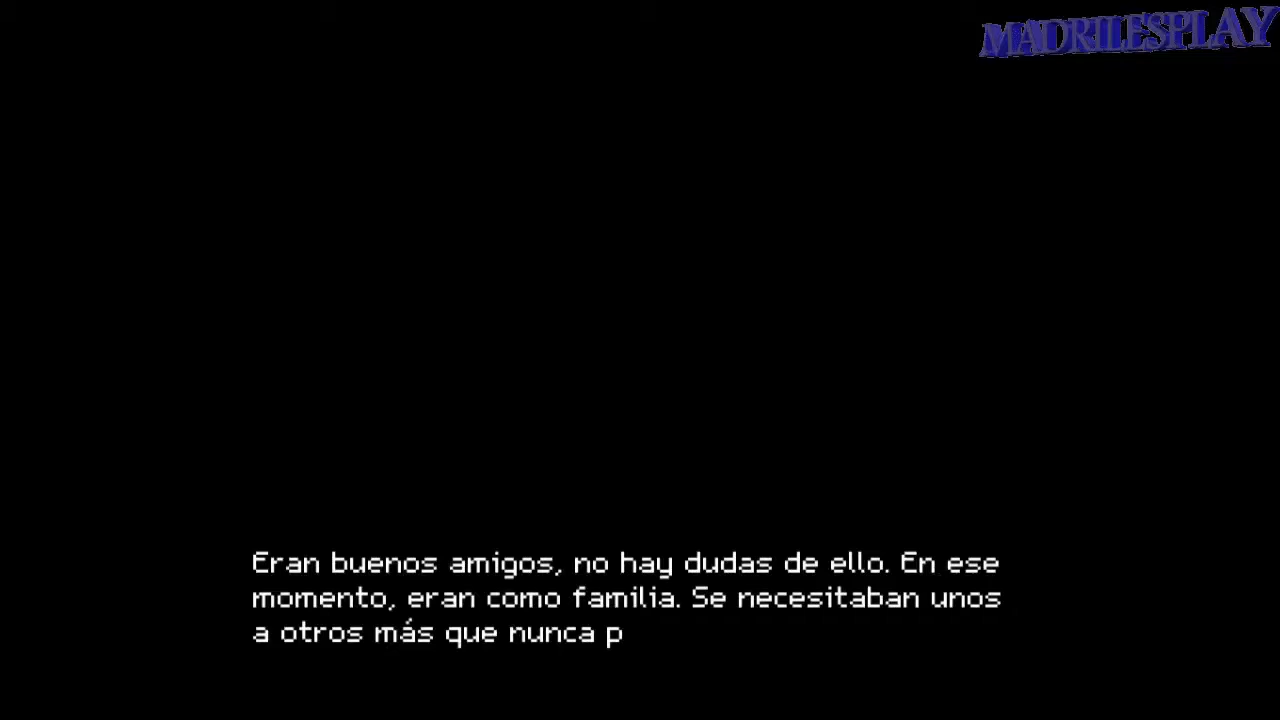 MADRILESPLAY
Eran buenos amigos, no hay dudas de ello. En ese
momento, eran como familia. Se necesitaban unos
a otros más que nunca p